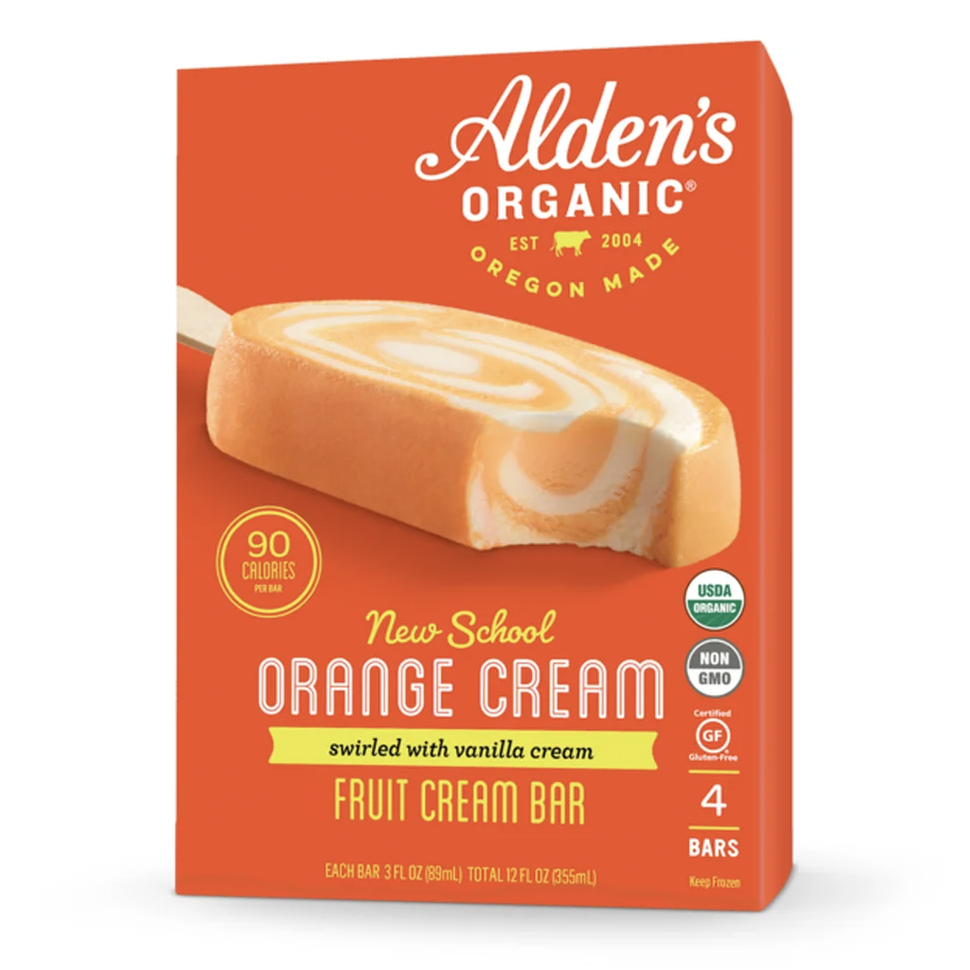 Alden's
ORGANIC®
EST 2004
OREGON MADE
90
CALORIES
PER BAR
New School
ORANGE CREAM
swirled with vanilla cream
FRUIT CREAM BAR
EACH BAR 3 FL OZ (89mL) TOTAL 12 FL OZ (355mL)
USDA
ORGANIC
NON
GMO
Certified
GF
Gluten-Free
4
BARS
Keep Frozen